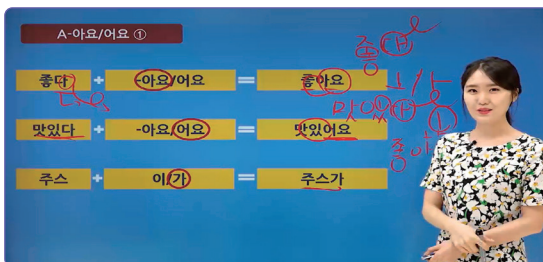 A-아요/어요 ①
좋다 + -아요/어요 = 좋아요
맛있다 + -아요/어요 = 맛있어요
주스 + 이/가 = 주스가